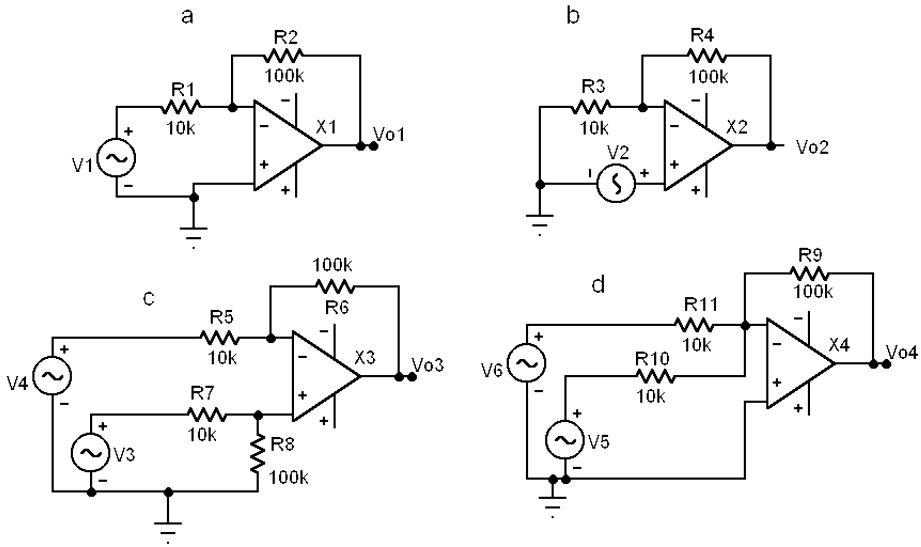 a
R2
100k
R1
10k
V1
+
−
−
+
−
+
X1
Vo1
b
R4
100k
R3
10k
V2
−
+
−
+
−
+
X2
Vo2
c
100k
R6
R5
10k
V4
+
−
R7
10k
V3
+
−
R8
100k
−
+
−
+
X3
Vo3
d
R9
100k
R11
10k
V6
+
−
R10
10k
V5
+
−
−
+
−
+
X4
Vo4